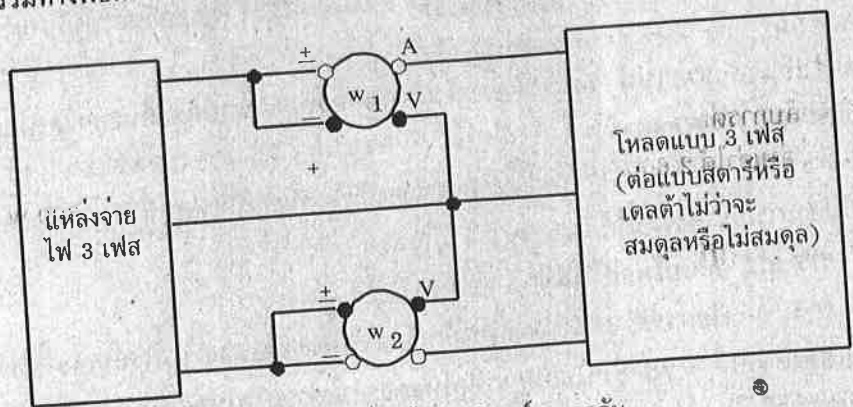 ± A
w 1
V
−
+
แหล่งจ่าย
ไฟ 3 เฟส
โหลดแบบ 3 เฟส
(ต่อแบบสตาร์หรือ
เดลต้าไม่ว่าจะ
สมดุลหรือไม่สมดุล)
± V
w 2
−